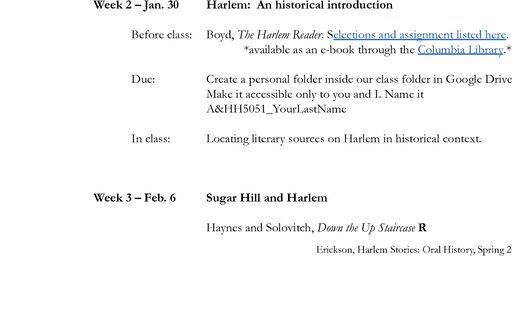 Week 2 – Jan. 30 Harlem: An historical introduction
Before class: Boyd, The Harlem Reader. Selections and assignment listed here.
*available as an e-book through the Columbia Library.*
Due: Create a personal folder inside our class folder in Google Drive
Make it accessible only to you and I. Name it
A&HH5051_YourLastName
In class: Locating literary sources on Harlem in historical context.
Week 3 – Feb. 6 Sugar Hill and Harlem
Haynes and Solovitch, Down the Up Staircase R
Erickson, Harlem Stories: Oral History, Spring 2